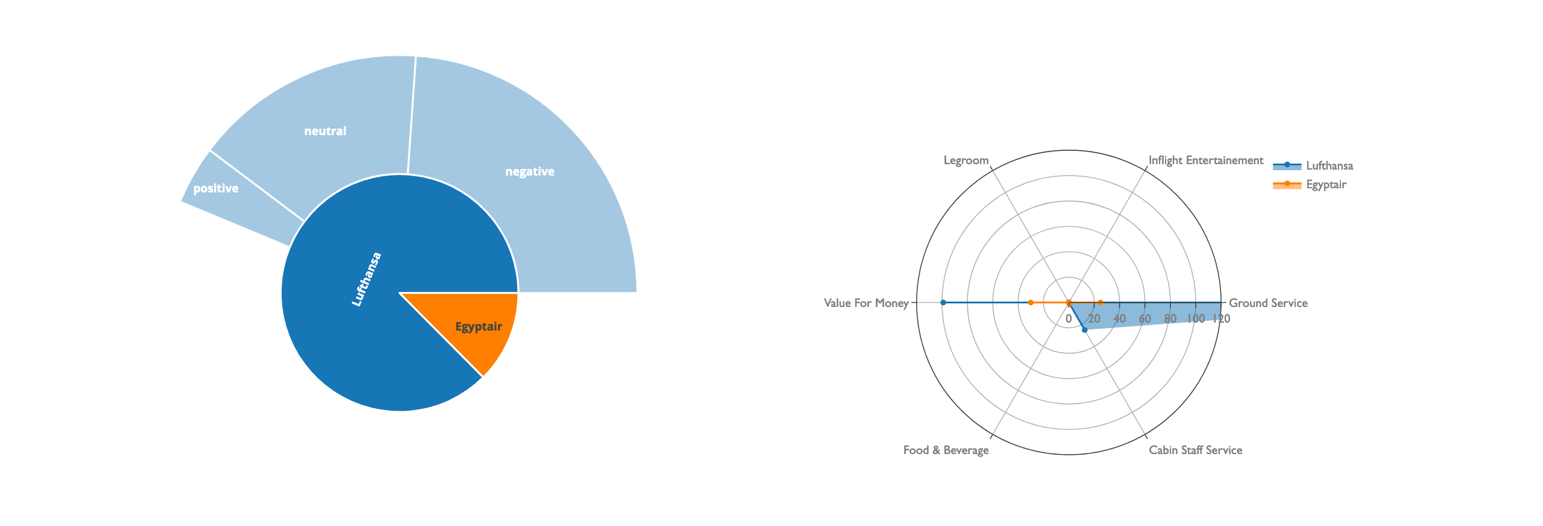 neutral
negative
positive
Lufthansa
Egyptair
Legroom
Inflight Entertainement
Lufthansa
Egyptair
Value For Money
Ground Service
0 20 40 60 80 100 120
Food & Beverage
Cabin Staff Service